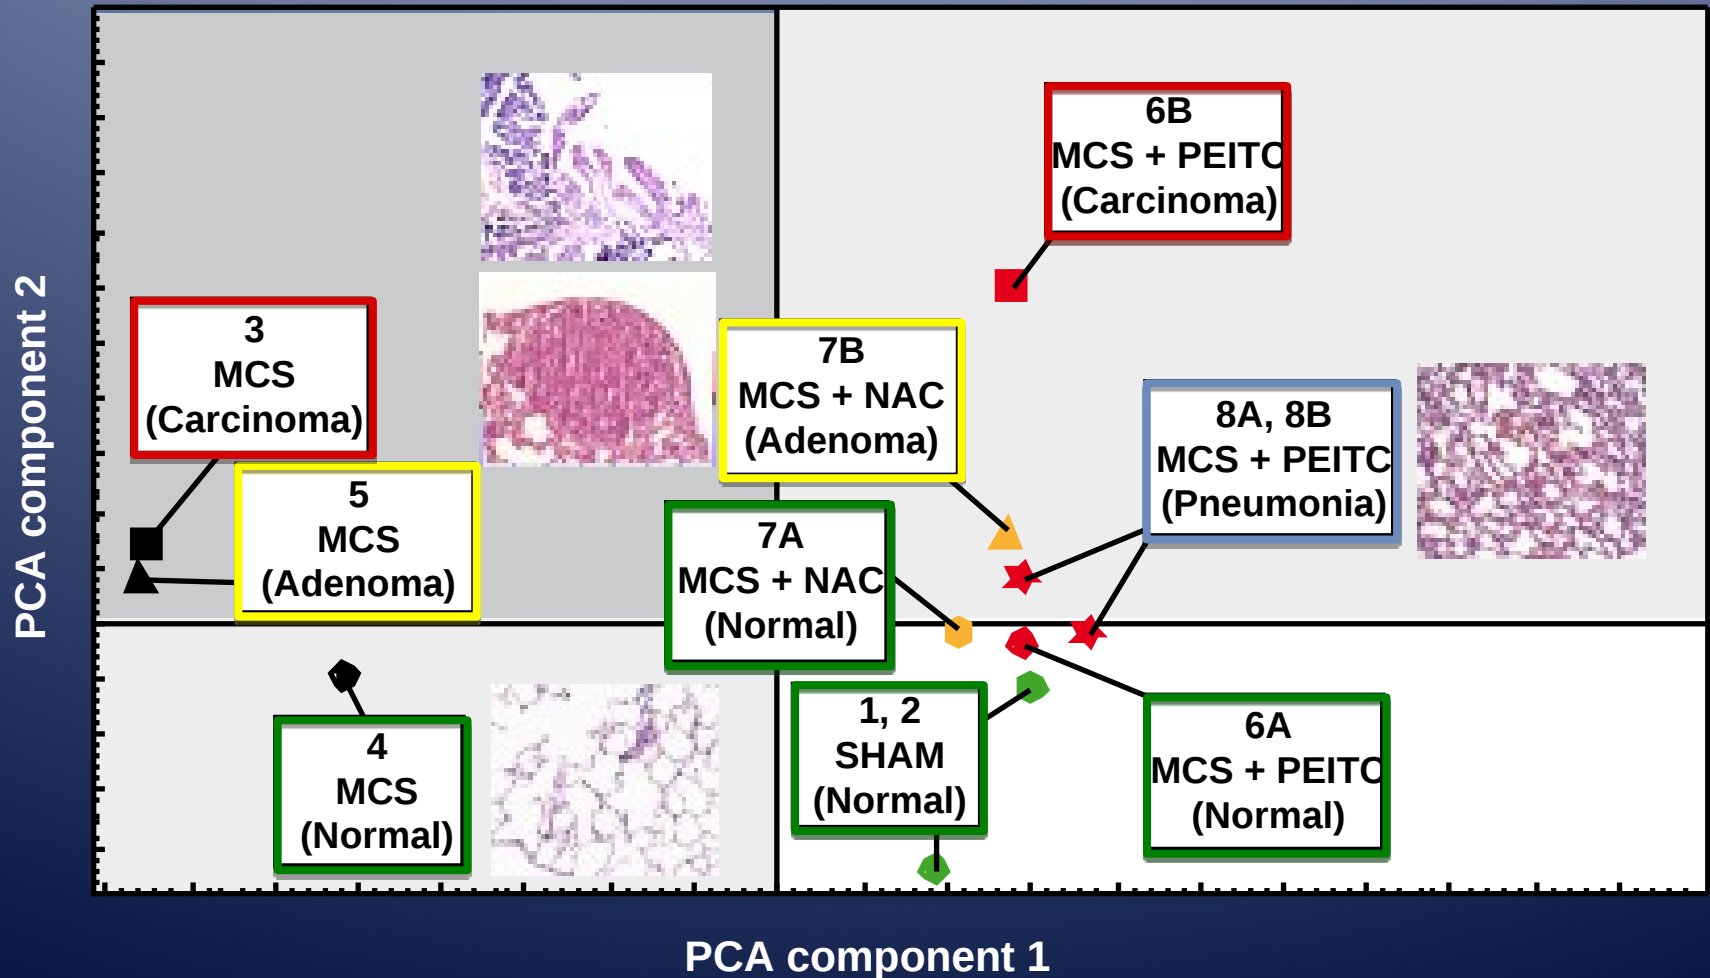 6B
MCS + PEITC
(Carcinoma)
3
MCS
(Carcinoma)
7B
MCS + NAC
(Adenoma)
8A, 8B
MCS + PEITC
(Pneumonia)
5
MCS
(Adenoma)
7A
MCS + NAC
(Normal)
4
MCS
(Normal)
1, 2
SHAM
(Normal)
6A
MCS + PEITC
(Normal)
PCA component 2
PCA component 1